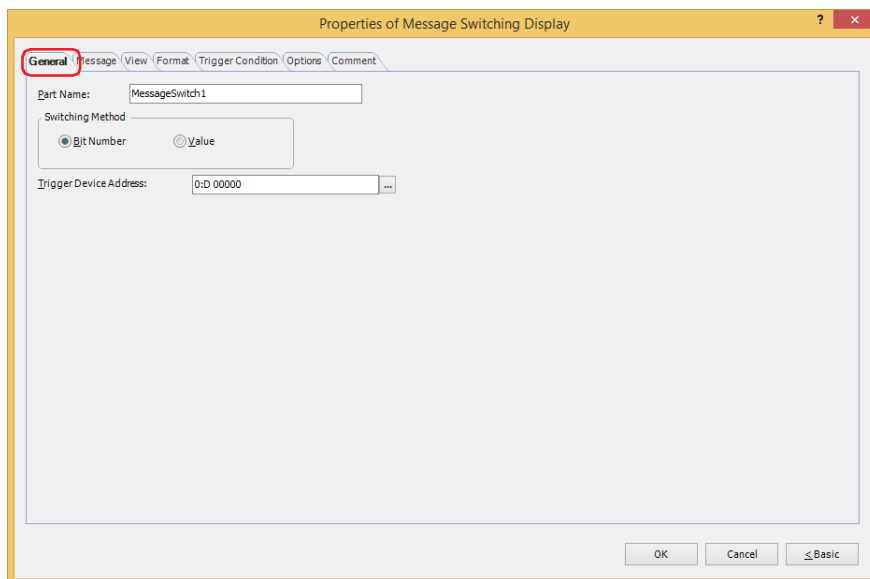 Properties of Message Switching Display ? ×
General Message View Format Trigger Condition Options Comment
Part Name: MessageSwitch1
Switching Method
Bit Number Value
Trigger Device Address: 0:D 00000 ...
OK Cancel < Basic